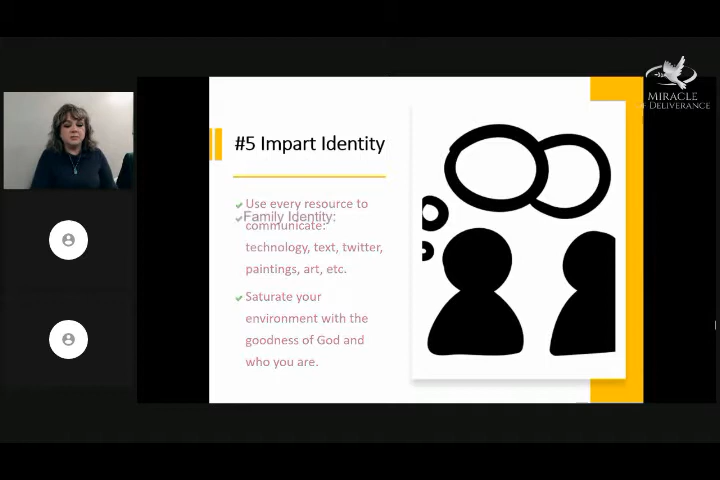 MIRACLE
OF DELIVERANCE
#5 Impart Identity
Use every resource to
Family Identity:
communicate:
technology, text, twitter,
paintings, art, etc.
Saturate your
environment with the
goodness of God and
who you are.